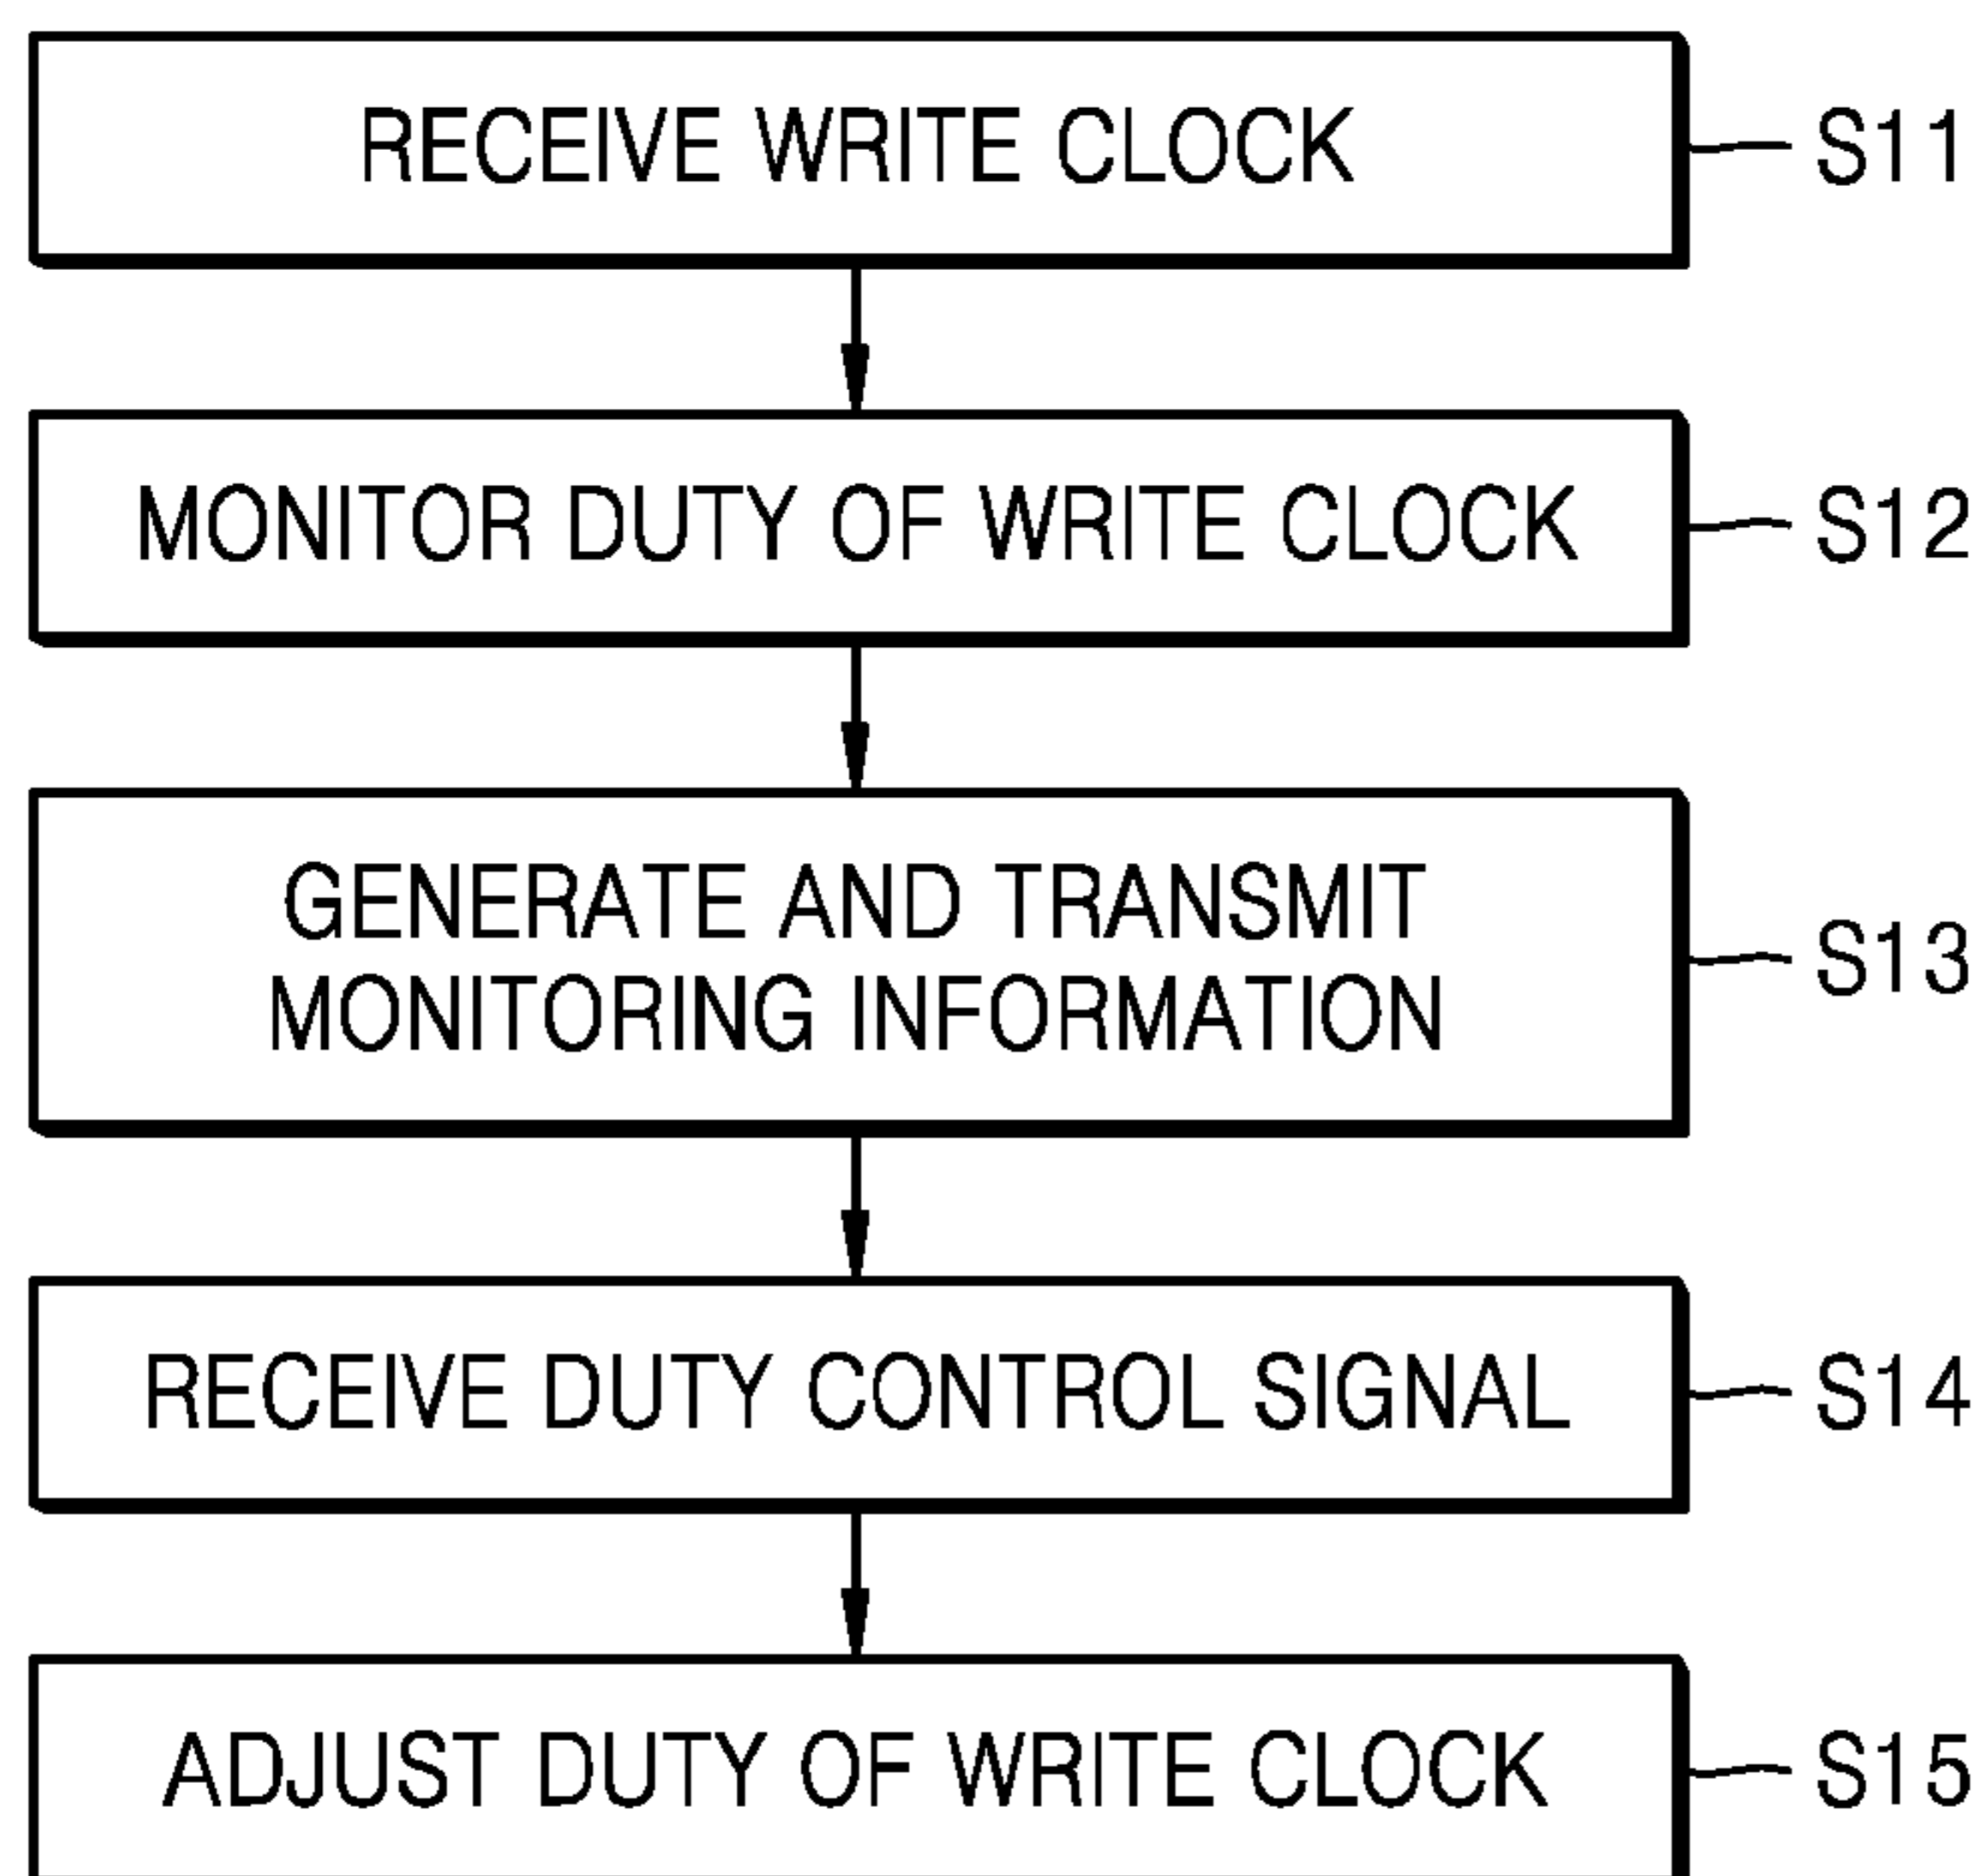 RECEIVE WRITE CLOCK
S11
MONITOR DUTY OF WRITE CLOCK
S12
GENERATE AND TRANSMIT
MONITORING INFORMATION
S13
RECEIVE DUTY CONTROL SIGNAL
S14
ADJUST DUTY OF WRITE CLOCK
S15